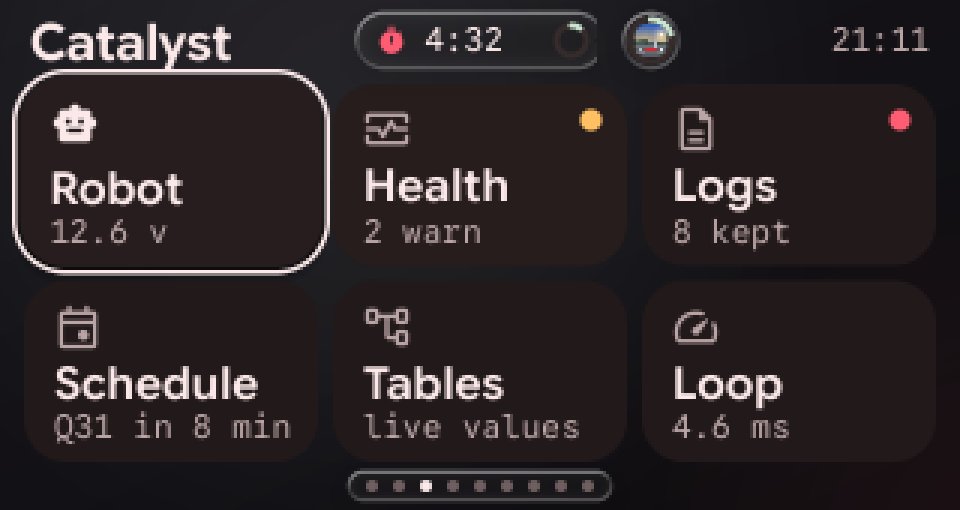 Catalyst
4:32
21:11
Robot
12.6 v
Health
2 warn
Logs
8 kept
Schedule
Q31 in 8 min
Tables
live values
Loop
4.6 ms